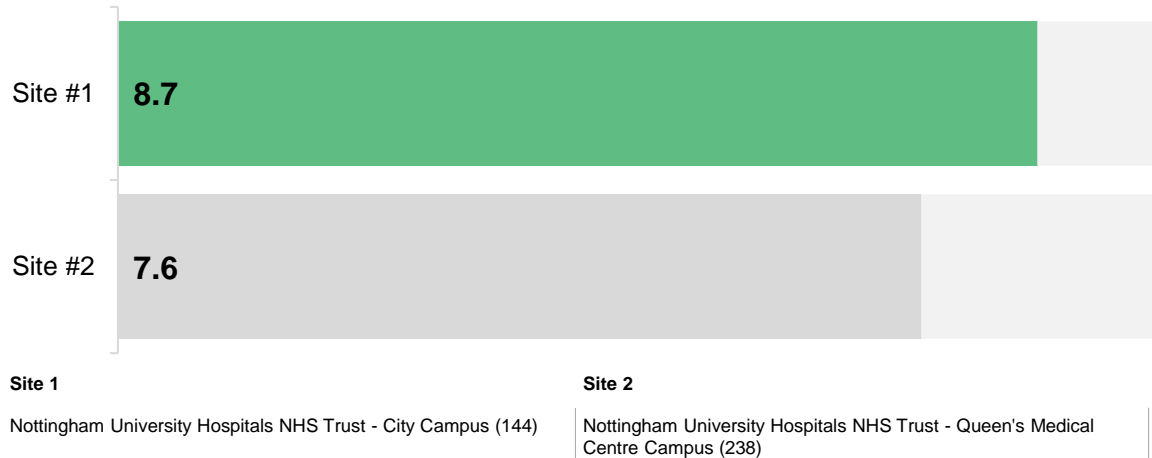 Site #1
8.7
Site #2
7.6
Site 1
Nottingham University Hospitals NHS Trust - City Campus (144)
Site 2
Nottingham University Hospitals NHS Trust - Queen's Medical
Centre Campus (238)